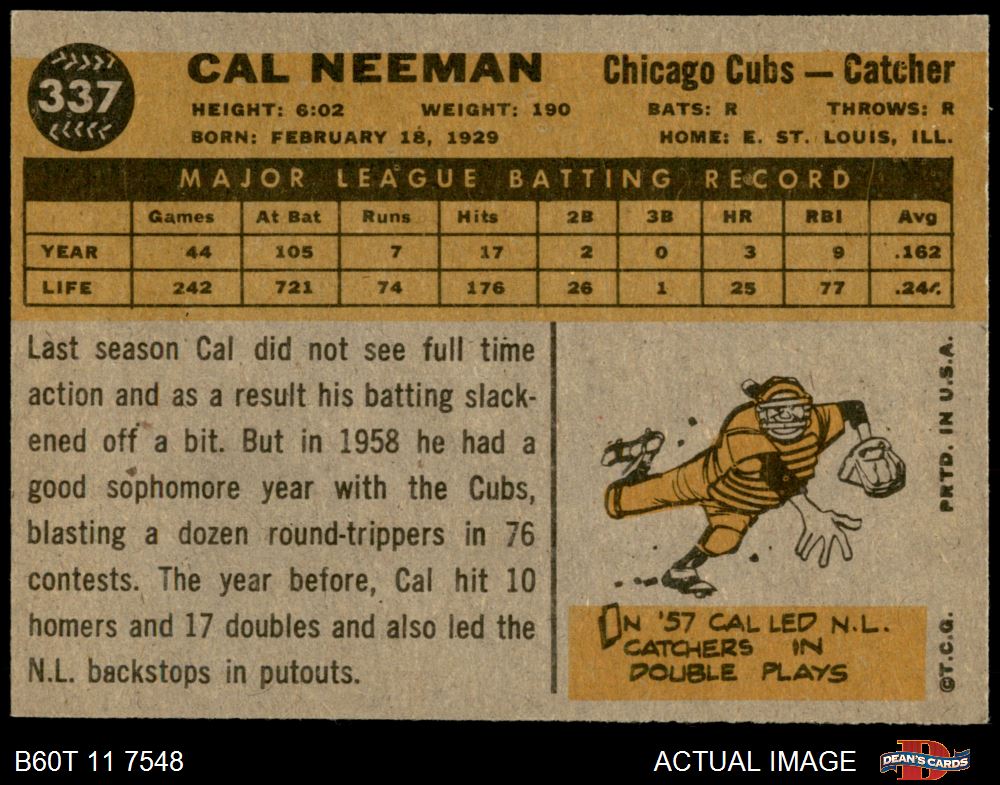 337
CAL NEEMAN
Chicago Cubs — Catcher
HEIGHT: 6:02 WEIGHT: 190 BATS: R THROWS: R
BORN: FEBRUARY 18, 1929 HOME: E. ST. LOUIS, ILL.
MAJOR LEAGUE BATTING RECORD
Games At Bat Runs Hits 2B 3B HR RBI Avg
YEAR 44 105 7 17 2 0 3 9 .162
LIFE 242 721 74 176 26 1 25 77
Last season Cal did not see full time
action and as a result his batting slack-
ened off a bit. But in 1958 he had a
good sophomore year with the Cubs,
blasting a dozen round-trippers in 76
contests. The year before, Cal hit 10
homers and 17 doubles and also led the
N.L. backstops in putouts.
IN '57 CAL LED N.L.
CATCHERS IN
DOUBLE PLAYS
PRTD. IN U.S.A.
©T.C.G.
B60T 11 7548
ACTUAL IMAGE
D
DEAN'S CARDS